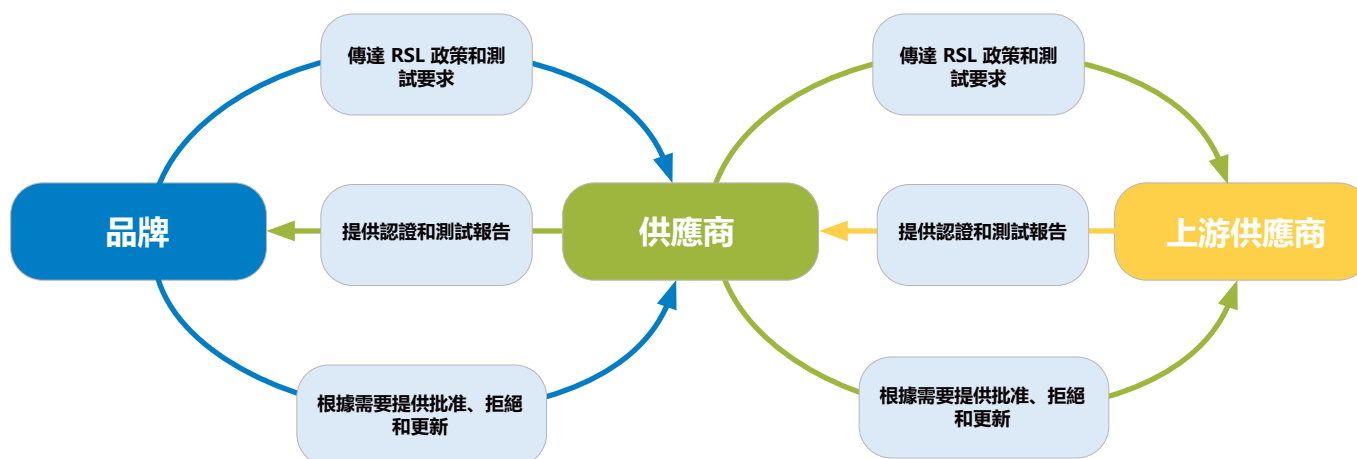 傳達 RSL 政策和測
試要求
傳達 RSL 政策和測
試要求
品牌
提供認證和測試報告
供應商
提供認證和測試報告
上游供應商
根據需要提供批准、拒絕
和更新
根據需要提供批准、拒絕
和更新